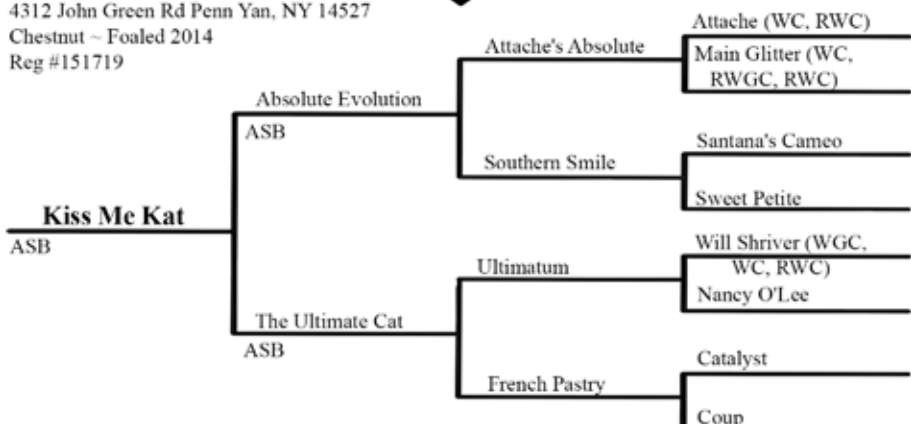 4312 John Green Rd Penn Yan, NY 14527
Chestnut ~ Foaled 2014
Reg #151719
Attache (WC, RWC)
Attache's Absolute
Main Glitter (WC,
RWGC, RWC)
Absolute Evolution
ASB
Santana's Cameo
Southern Smile
Sweet Petite
Kiss Me Kat
ASB
Will Shriver (WGC,
WC, RWC)
Ultimatum
Nancy O'Lee
The Ultimate Cat
ASB
Catalyst
French Pastry
Coup